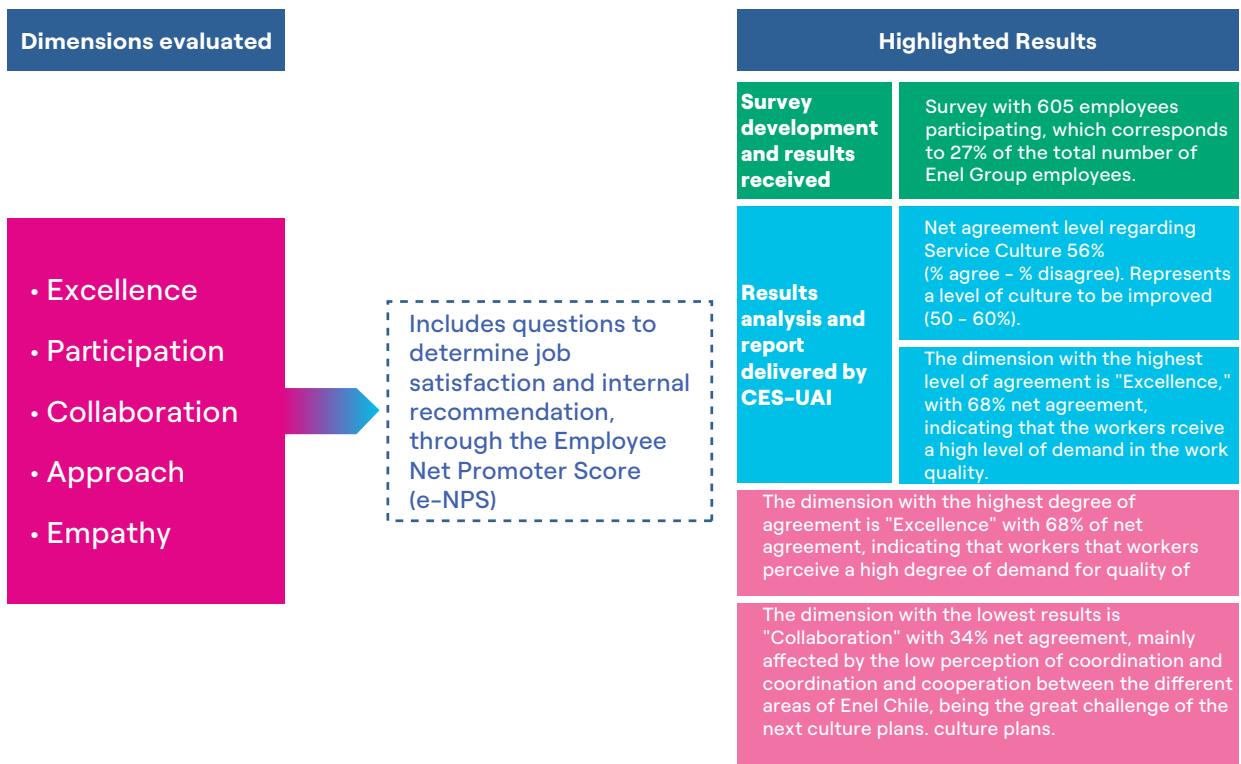 Dimensions evaluated
• Excellence
• Participation
• Collaboration
• Approach
• Empathy
Includes questions to
determine job
satisfaction and internal
recommendation,
through the Employee
Net Promoter Score
(e-NPS)
Highlighted Results
Survey
development
and results
received
Survey with 605 employees
participating, which corresponds
to 27% of the total number of
Enel Group employees.
Results
analysis and
report
delivered by
CES-UAI
Net agreement level regarding
Service Culture 56%
(% agree - % disagree). Represents
a level of culture to be improved
(50 - 60%).
The dimension with the highest
level of agreement is "Excellence,"
with 68% net agreement,
indicating that the workers rceive
a high level of demand in the work
quality.
The dimension with the highest degree of
agreement is "Excellence" with 68% of net
agreement, indicating that workers that workers
perceive a high degree of demand for quality of
The dimension with the lowest results is
"Collaboration" with 34% net agreement, mainly
affected by the low perception of coordination and
coordination and cooperation between the different
areas of Enel Chile, being the great challenge of the
next culture plans. culture plans.